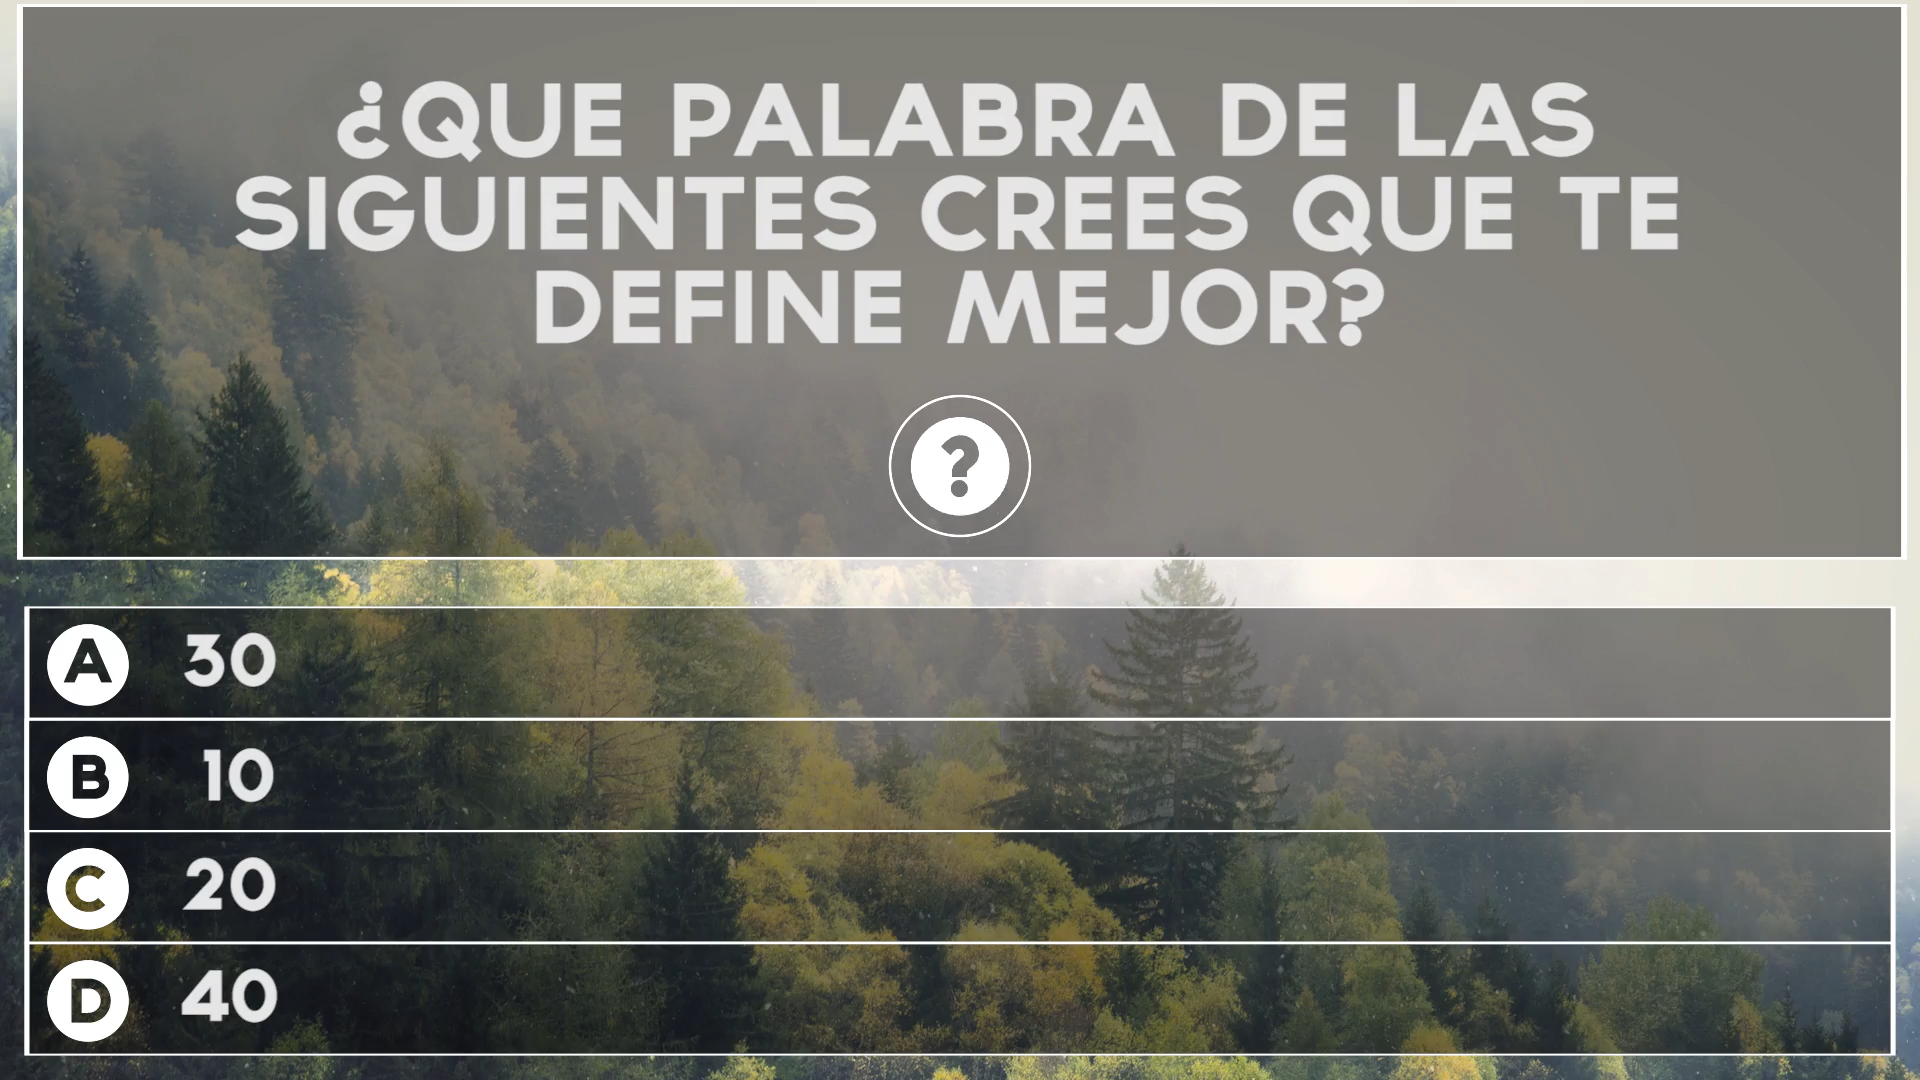 ¿QUE PALABRA DE LAS
SIGUIENTES CREES QUE TE
DEFINE MEJOR?
?
A 30
B 10
C 20
D 40